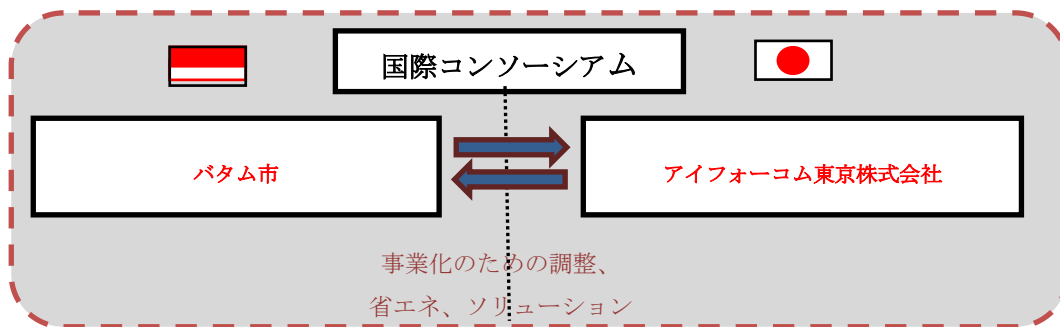 国際コンソーシアム
バタム市
アイフォーコム東京株式会社
事業化のための調整、
省エネ、ソリューション